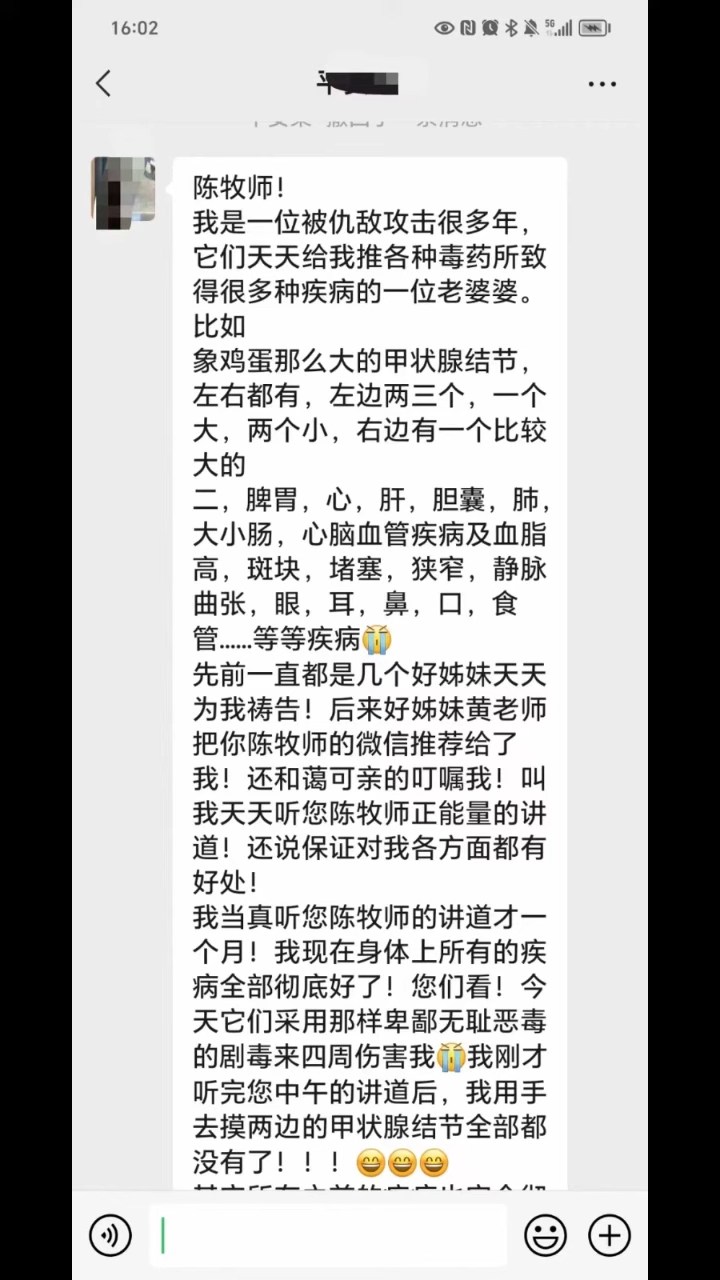 16:02
5G
陈牧师！
我是一位被仇敌攻击很多年，
它们天天给我推各种毒药所致
得很多种疾病的一位老婆婆。
比如
象鸡蛋那么大的甲状腺结节，
左右都有，左边两三个，一个
大，两个小，右边有一个比较
大的
二，脾胃，心，肝，胆囊，肺，
大小肠，心脑血管疾病及血脂
高，斑块，堵塞，狭窄，静脉
曲张，眼，耳，鼻，口，食
管......等等疾病😭
先前一直都是几个好姊妹天天
为我祷告！后来好姊妹黄老师
把你陈牧师的微信推荐给了
我！还和蔼可亲的叮嘱我！叫
我天天听您陈牧师正能量的讲
道！还说保证对我各方面都有
好处！
我当真听您陈牧师的讲道才一
个月！我现在身体上所有的疾
病全部彻底好了！您们看！今
天它们采用那样卑鄙无耻恶毒
的剧毒来四周伤害我😭我刚才
听完您中午的讲道后，我用手
去摸两边的甲状腺结节全部都
没有了！！！😄😄😄